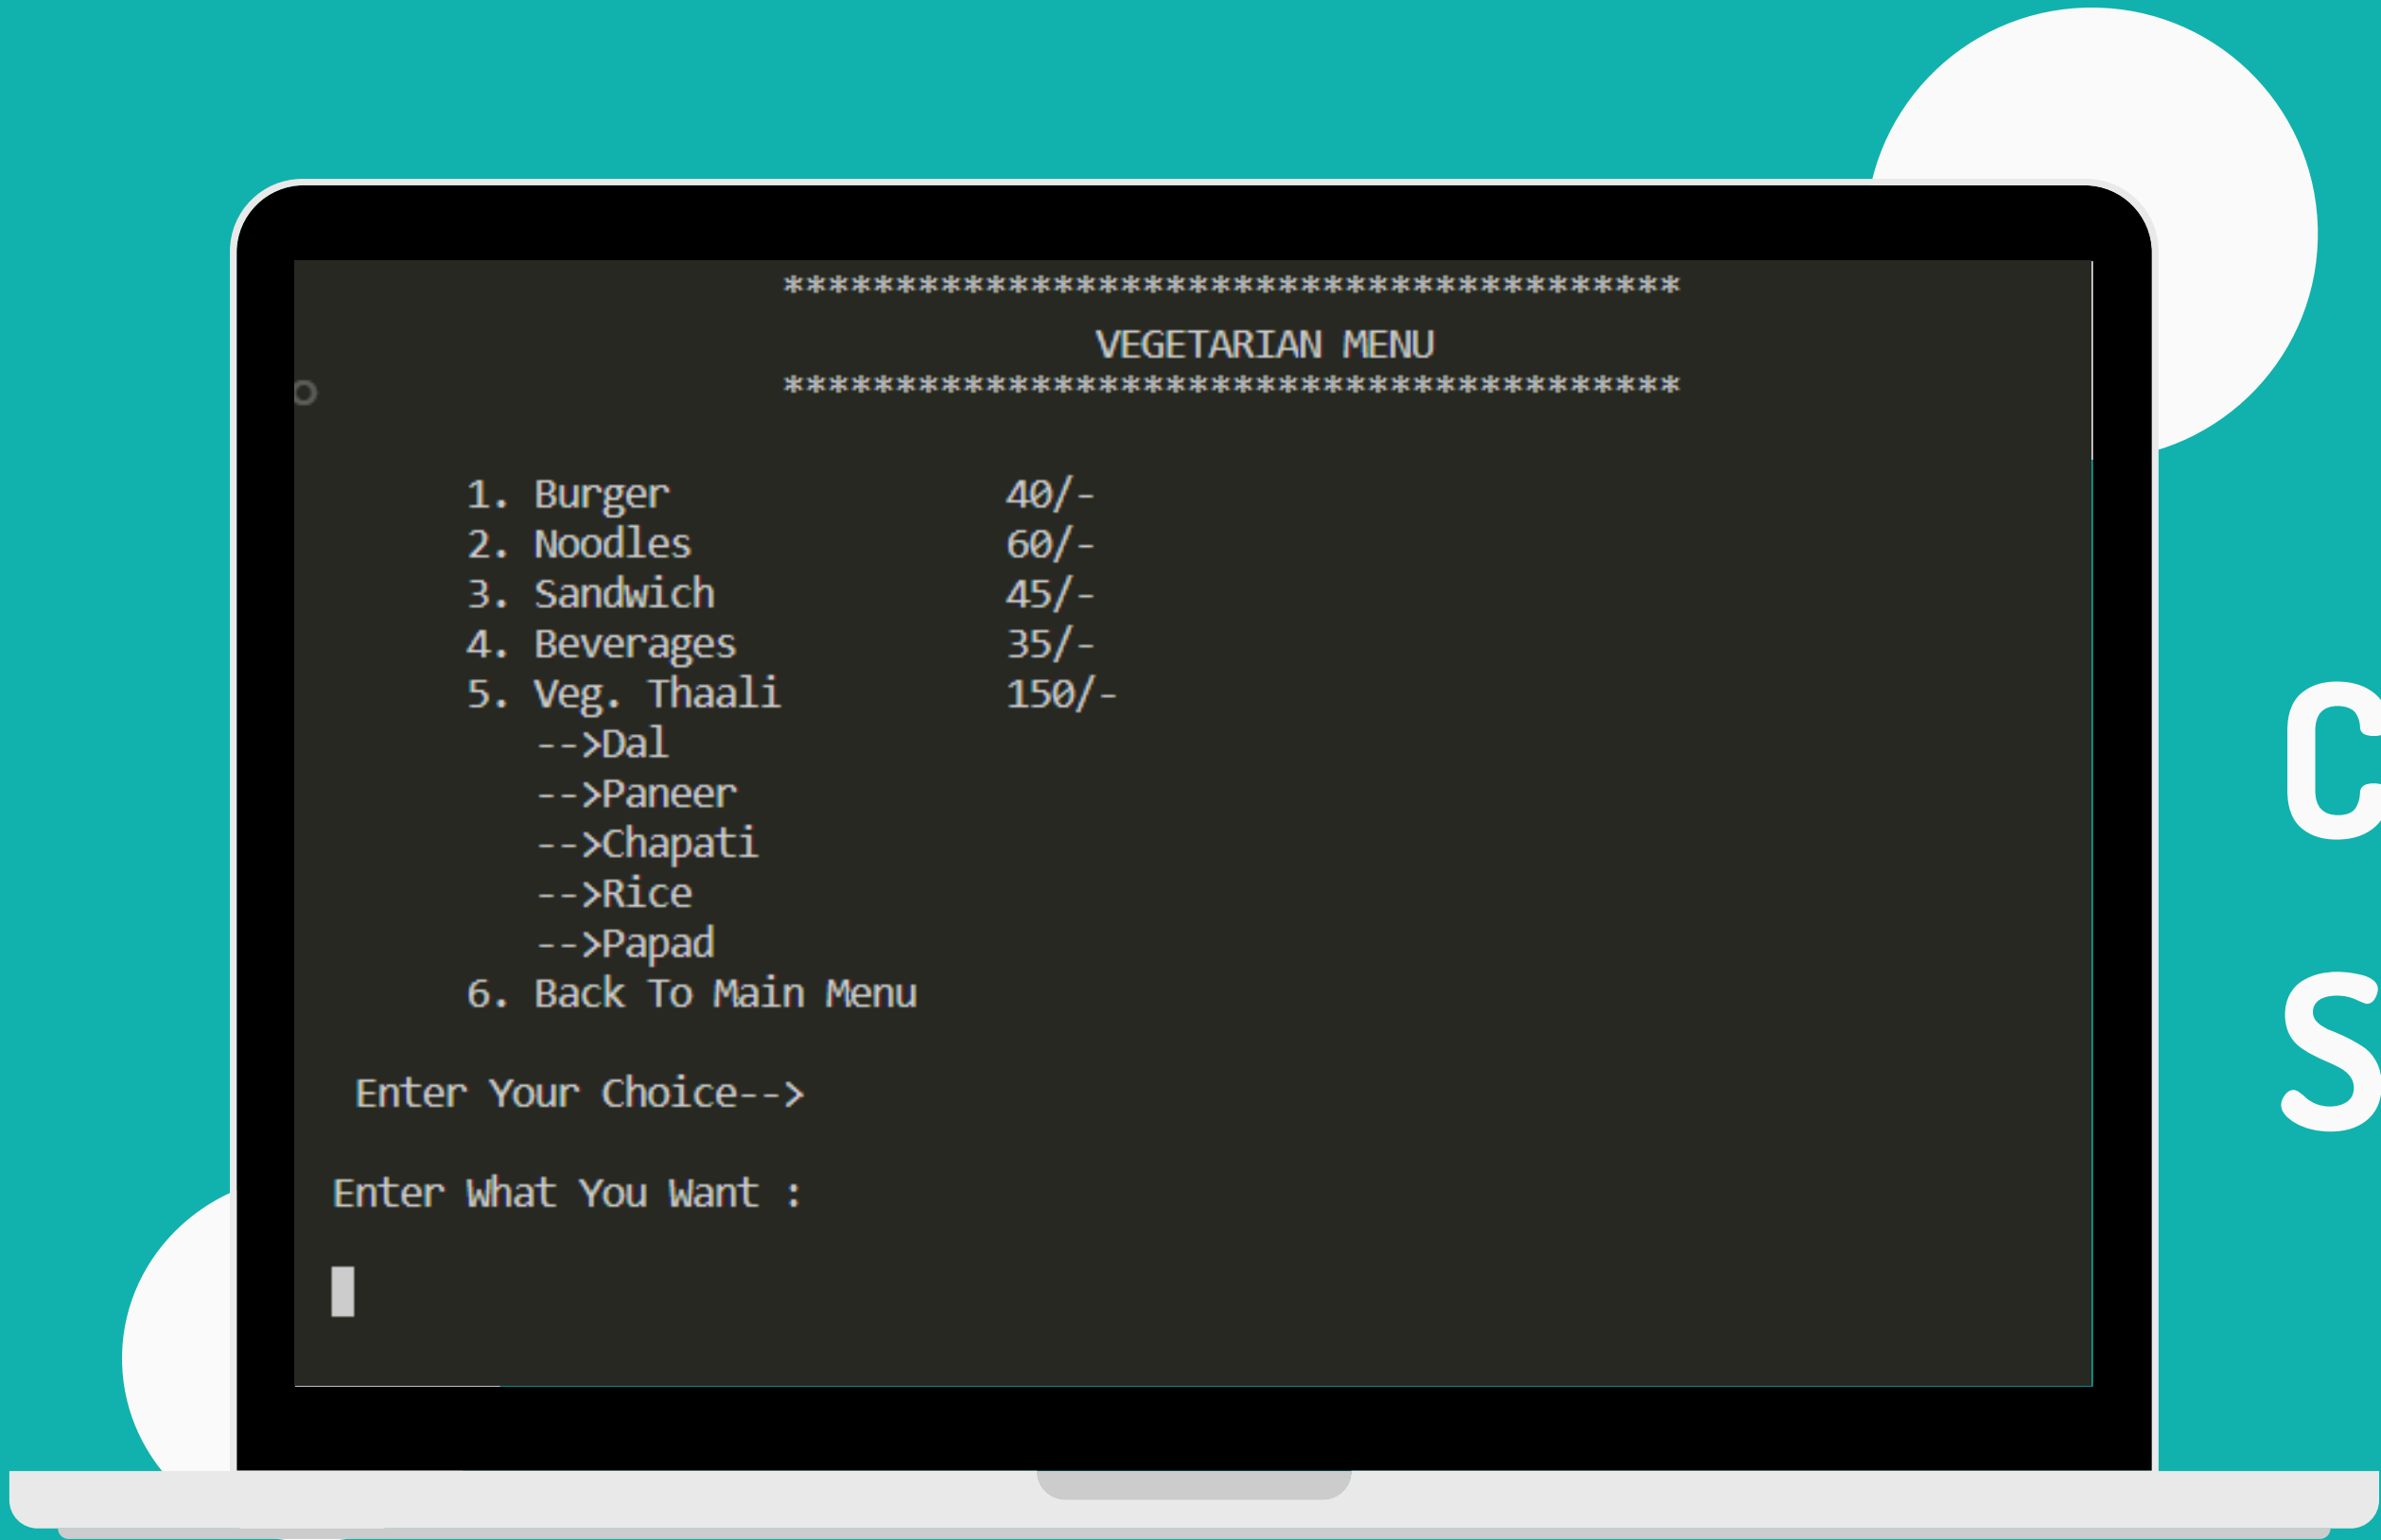 ****************************************
VEGETARIAN MENU
****************************************
1. Burger 40/-
2. Noodles 60/-
3. Sandwich 45/-
4. Beverages 35/-
5. Veg. Thaali 150/-
-->Dal
-->Paneer
-->Chapati
-->Rice
-->Papad
6. Back To Main Menu
Enter Your Choice-->
Enter What You Want :
C
S